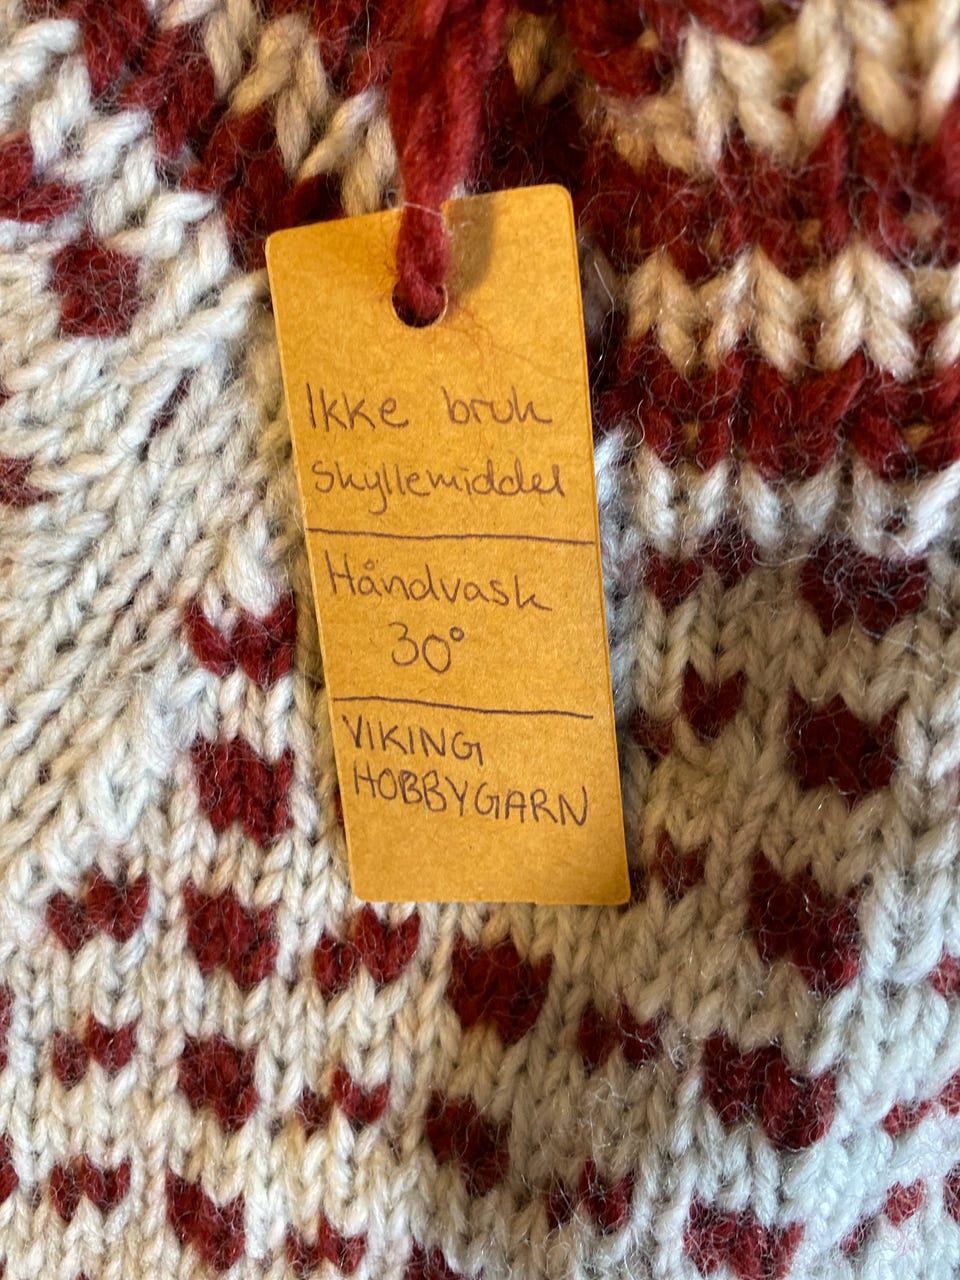 Ikke bruk
skyllemiddel
Håndvask
30°
VIKING
HOBBYGARN